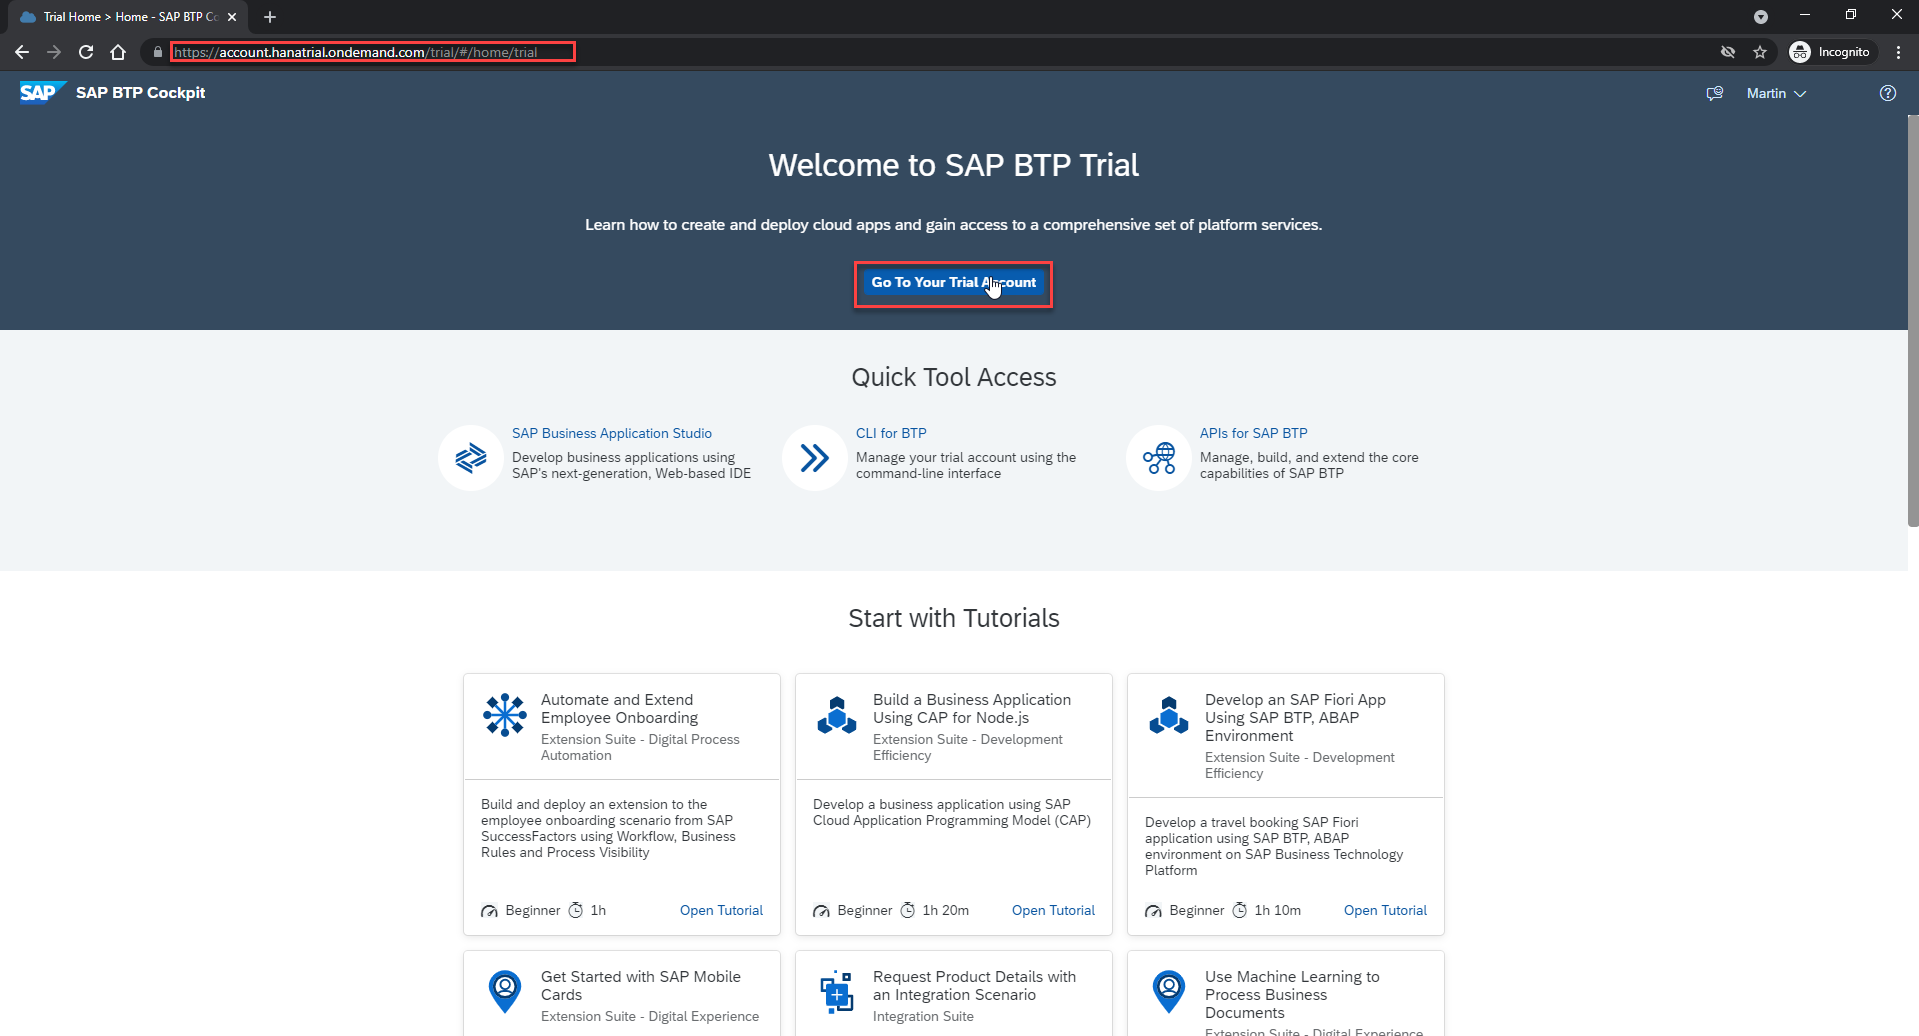 Trial Home > Home - SAP BTP Co
https://account.hanatrial.ondemand.com/trial/#/home/trial
Incognito
SAP
SAP BTP Cockpit
Martin
Welcome to SAP BTP Trial
Learn how to create and deploy cloud apps and gain access to a comprehensive set of platform services.
Go To Your Trial Account
Quick Tool Access
SAP Business Application Studio
Develop business applications using
SAP's next-generation, Web-based IDE
CLI for BTP
Manage your trial account using the
command-line interface
APIs for SAP BTP
Manage, build, and extend the core
capabilities of SAP BTP
Start with Tutorials
Automate and Extend
Employee Onboarding
Extension Suite - Digital Process
Automation
Build and deploy an extension to the
employee onboarding scenario from SAP
SuccessFactors using Workflow, Business
Rules and Process Visibility
Beginner 1h Open Tutorial
Build a Business Application
Using CAP for Node.js
Extension Suite - Development
Efficiency
Develop a business application using SAP
Cloud Application Programming Model (CAP)
Beginner 1h 20m Open Tutorial
Develop an SAP Fiori App
Using SAP BTP, ABAP
Environment
Extension Suite - Development
Efficiency
Develop a travel booking SAP Fiori
application using SAP BTP, ABAP
environment on SAP Business Technology
Platform
Beginner 1h 10m Open Tutorial
Get Started with SAP Mobile
Cards
Extension Suite - Digital Experience
Request Product Details with
an Integration Scenario
Integration Suite
Use Machine Learning to
Process Business
Documents
Extension Suite - Digital Experience